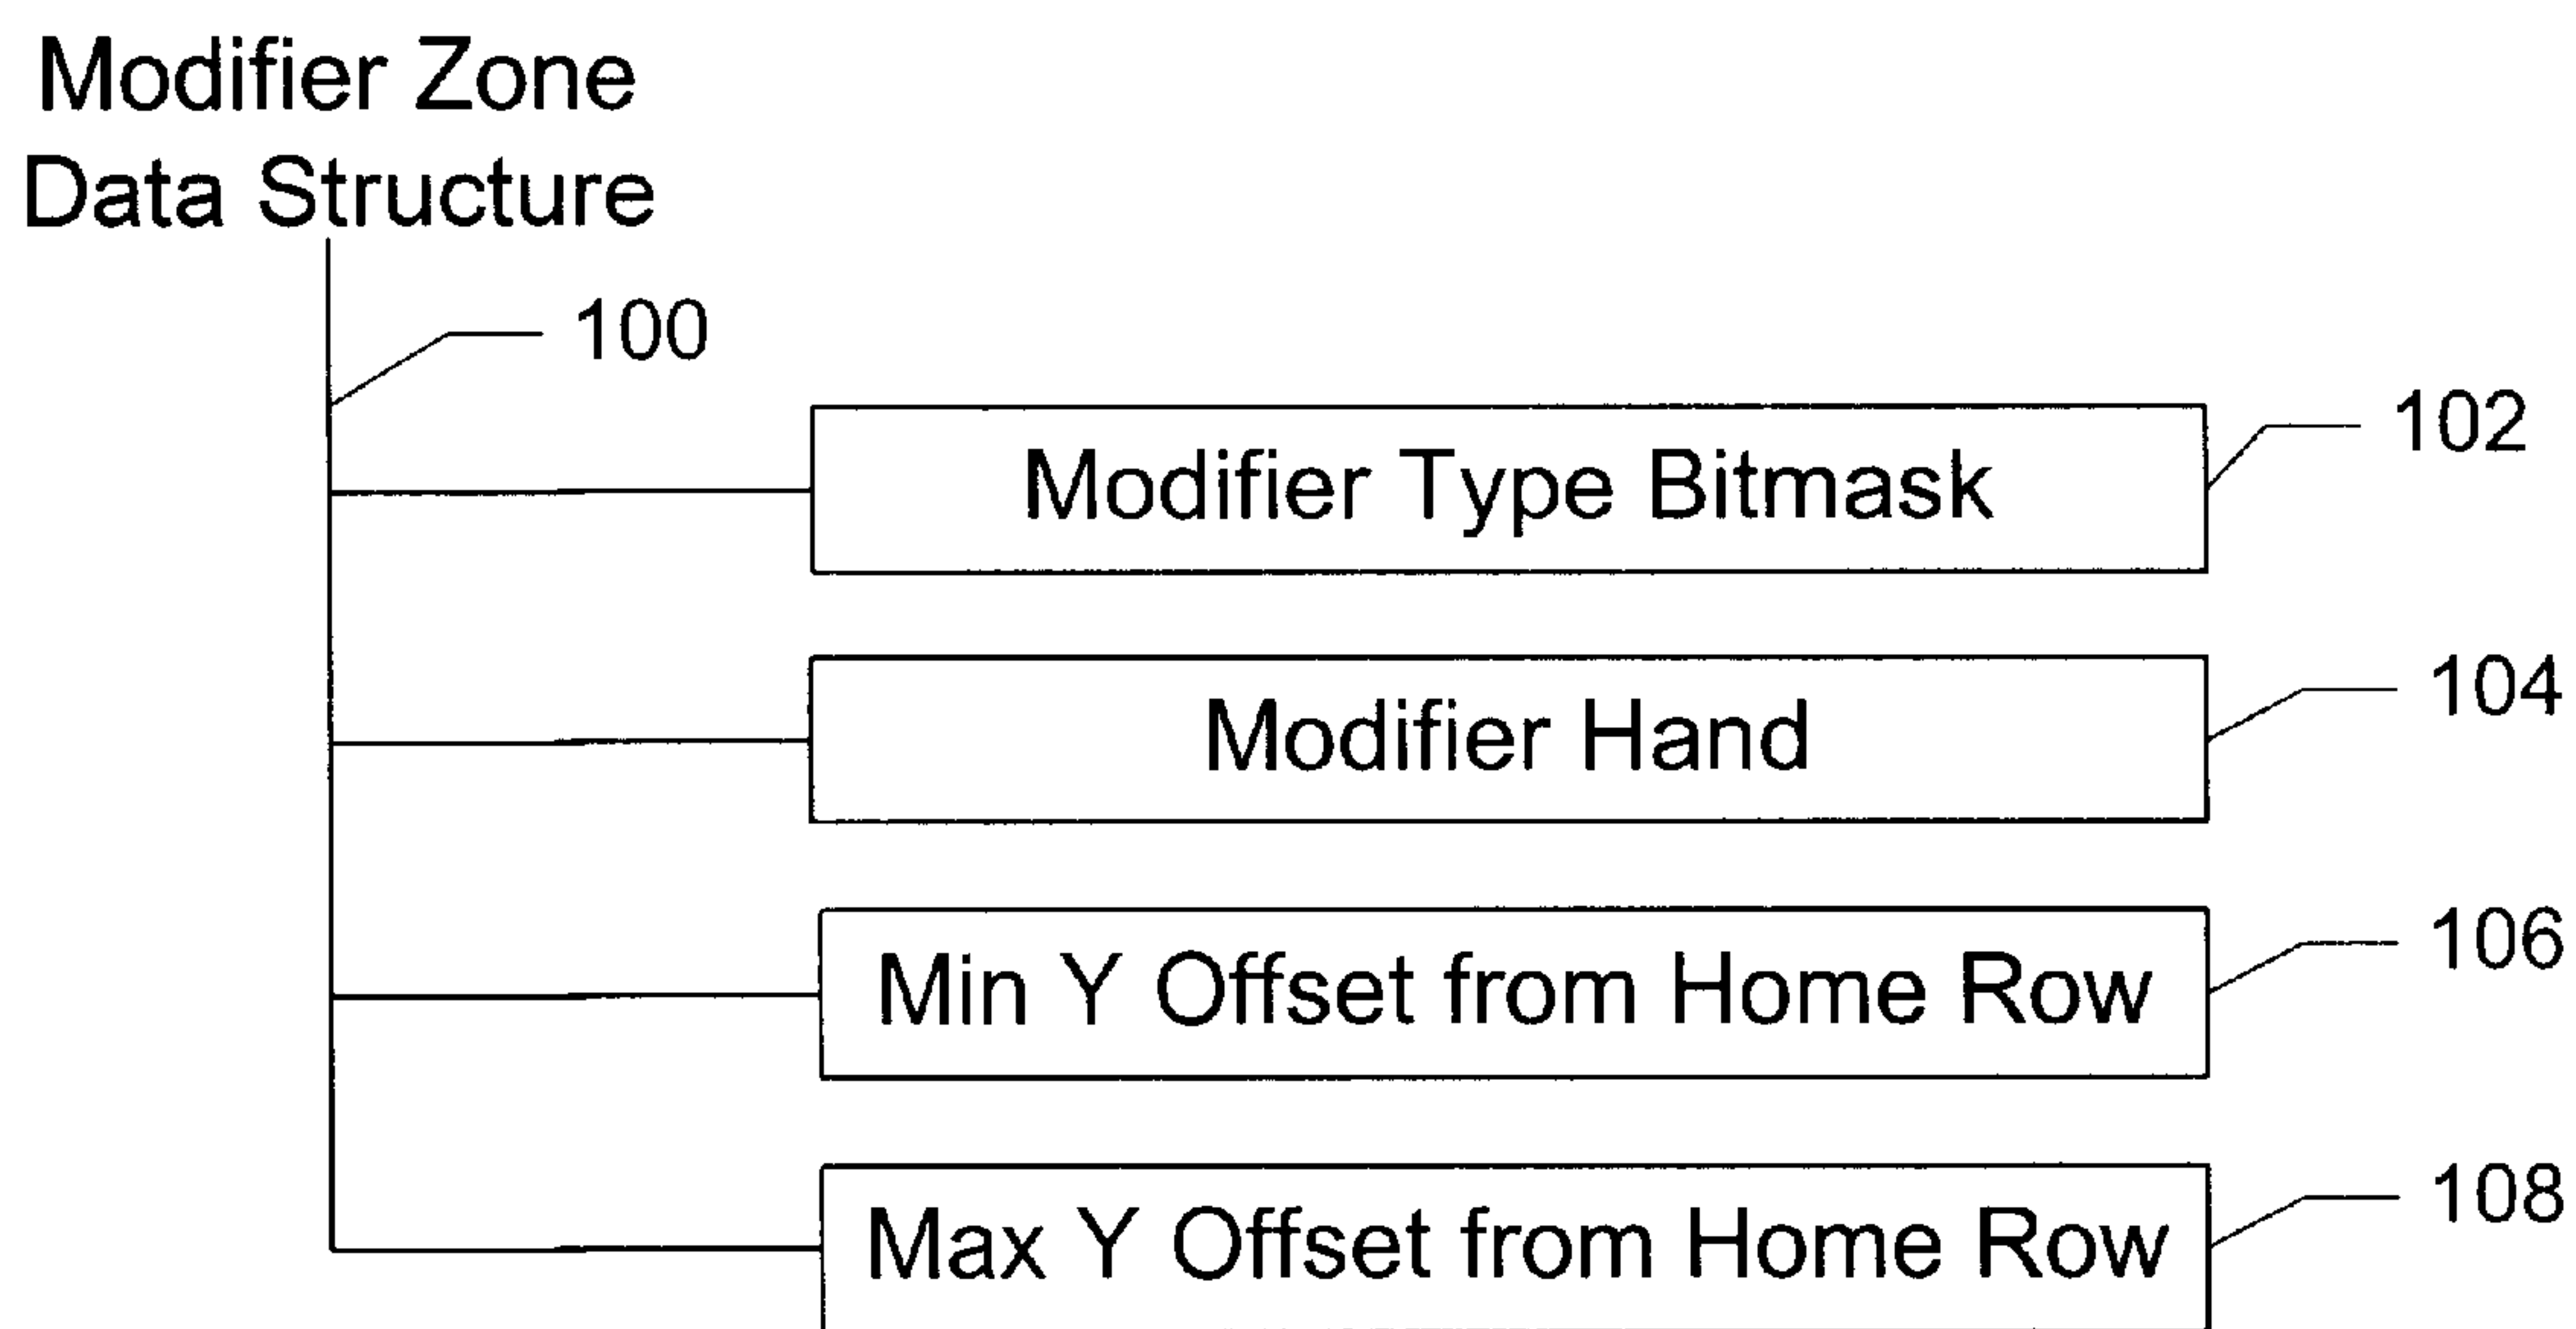 Modifier Zone
Data Structure
100
Modifier Type Bitmask
102
Modifier Hand
104
Min Y Offset from Home Row
106
Max Y Offset from Home Row
108